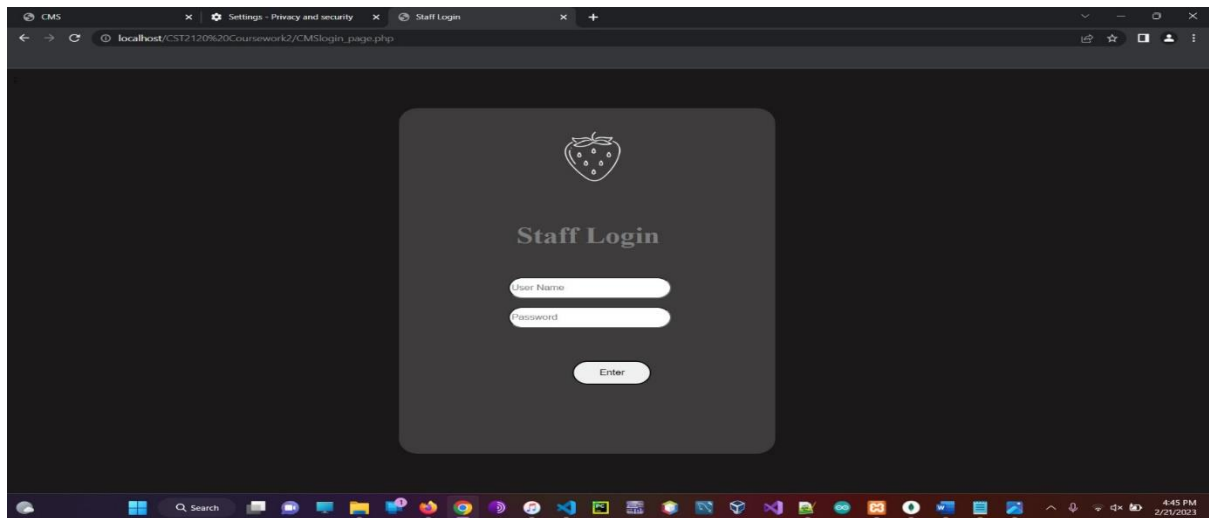 CMS
Settings - Privacy and security
Staff Login
localhost/CST2120%20Coursework2/CMSlogin_page.php
Staff Login
User Name
Password
Enter
Search
1
4:45 PM
2/21/2023